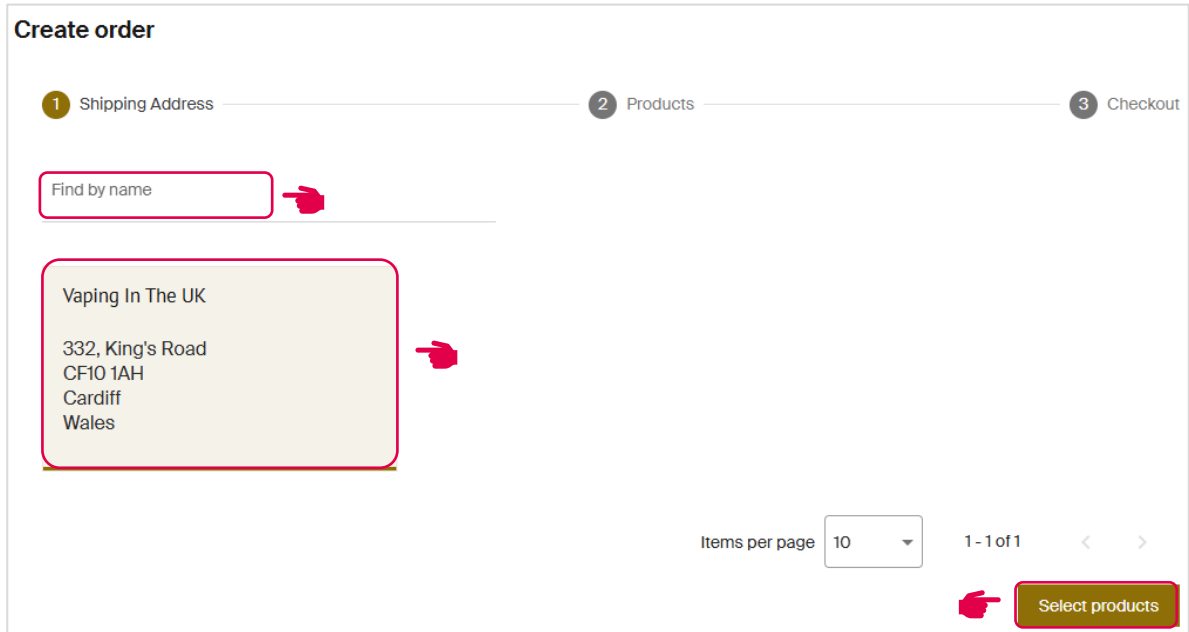 Create order
1 Shipping Address
2 Products
3 Checkout
Find by name
Vaping In The UK
332, King's Road
CF10 1AH
Cardiff
Wales
Items per page 10 1 - 1 of 1
Select products